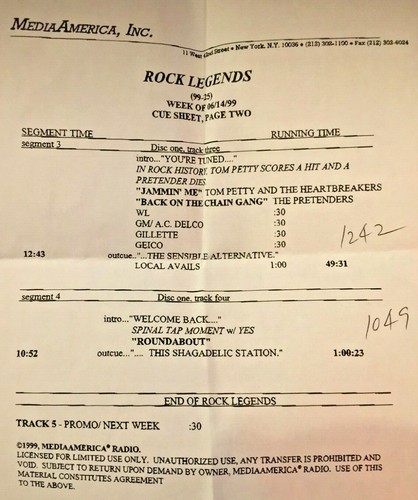 MEDIAAMERICA, INC.
11 West 42nd Street • New York, N.Y. 10036 • (212) 302-1100 • Fax (212) 302-6024
ROCK LEGENDS
(99-25)
WEEK OF 06/14/99
CUE SHEET, PAGE TWO
SEGMENT TIME RUNNING TIME
segment 3 Disc one, track three
intro..."YOU'RE TUNED...."
IN ROCK HISTORY, TOM PETTY SCORES A HIT AND A
PRETENDER DIES
"JAMMIN' ME" TOM PETTY AND THE HEARTBREAKERS
"BACK ON THE CHAIN GANG" THE PRETENDERS
WL :30
GM/ A.C. DELCO :30
GILLETTE :30
GEICO :30
1242
12:43 outcue.."...THE SENSIBLE ALTERNATIVE."
LOCAL AVAILS 1:00 49:31
segment 4 Disc one, track four
intro..."WELCOME BACK...."
SPINAL TAP MOMENT w/ YES
"ROUNDABOUT"
1049
10:52 outcue...".... THIS SHAGADELIC STATION." 1:00:23
END OF ROCK LEGENDS
TRACK 5 - PROMO/ NEXT WEEK :30
©1999, MEDIAAMERICA® RADIO.
LICENSED FOR LIMITED USE ONLY. UNAUTHORIZED USE, ANY TRANSFER IS PROHIBITED AND
VOID. SUBJECT TO RETURN UPON DEMAND BY OWNER, MEDIAAMERICA® RADIO. USE OF THIS
MATERIAL CONSTITUTES AGREEMENT
TO THE ABOVE.